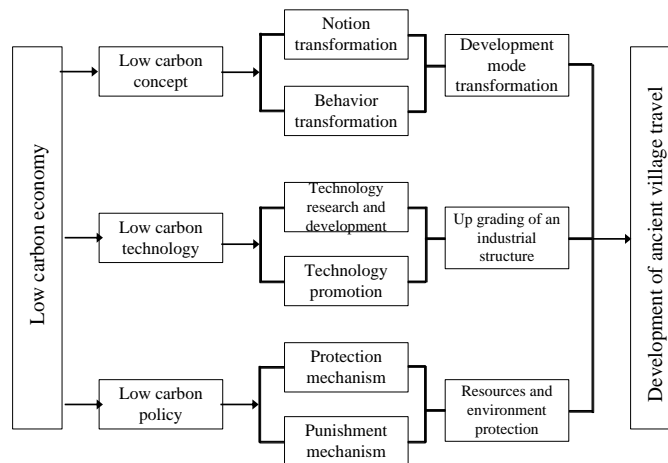 Low carbon economy
Low carbon
concept
Notion
transformation
Behavior
transformation
Development
mode
transformation
Low carbon
technology
Technology
research and
development
Technology
promotion
Up grading of an
industrial
structure
Low carbon
policy
Protection
mechanism
Punishment
mechanism
Resources and
environment
protection
Development of ancient village travel